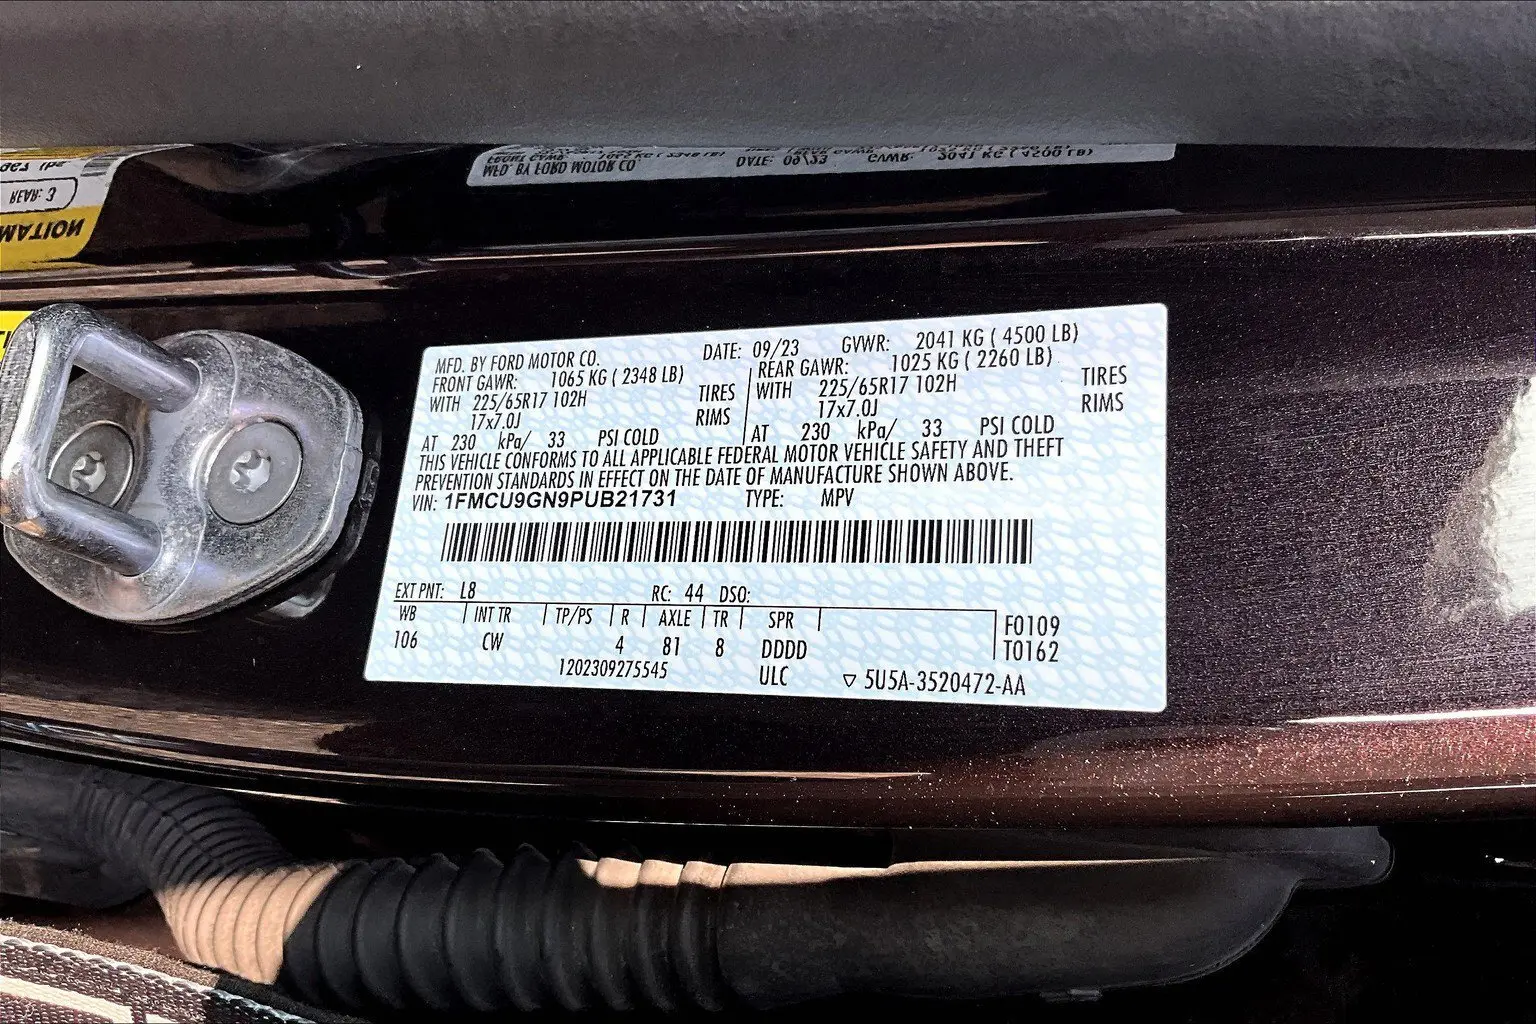 MFD. BY FORD MOTOR CO. DATE: 09/23 GVWR: 2041 KG ( 4500 LB)
FRONT GAWR: 1065 KG ( 2348 LB) REAR GAWR: 1025 KG ( 2260 LB)
WITH 225/65R17 102H TIRES WITH 225/65R17 102H TIRES
17x7.0J RIMS 17x7.0J RIMS
AT 230 kPa/ 33 PSI COLD AT 230 kPa/ 33 PSI COLD
THIS VEHICLE CONFORMS TO ALL APPLICABLE FEDERAL MOTOR VEHICLE SAFETY AND THEFT
PREVENTION STANDARDS IN EFFECT ON THE DATE OF MANUFACTURE SHOWN ABOVE.
VIN: 1FMCU9GN9PUB21731 TYPE: MPV
EXT PNT: L8 RC: 44 DSO:
WB INT TR TP/PS R AXLE TR SPR F0109
106 CW 4 81 8 DDDD T0162
1202309275545 ULC ▽ 5U5A-3520472-AA